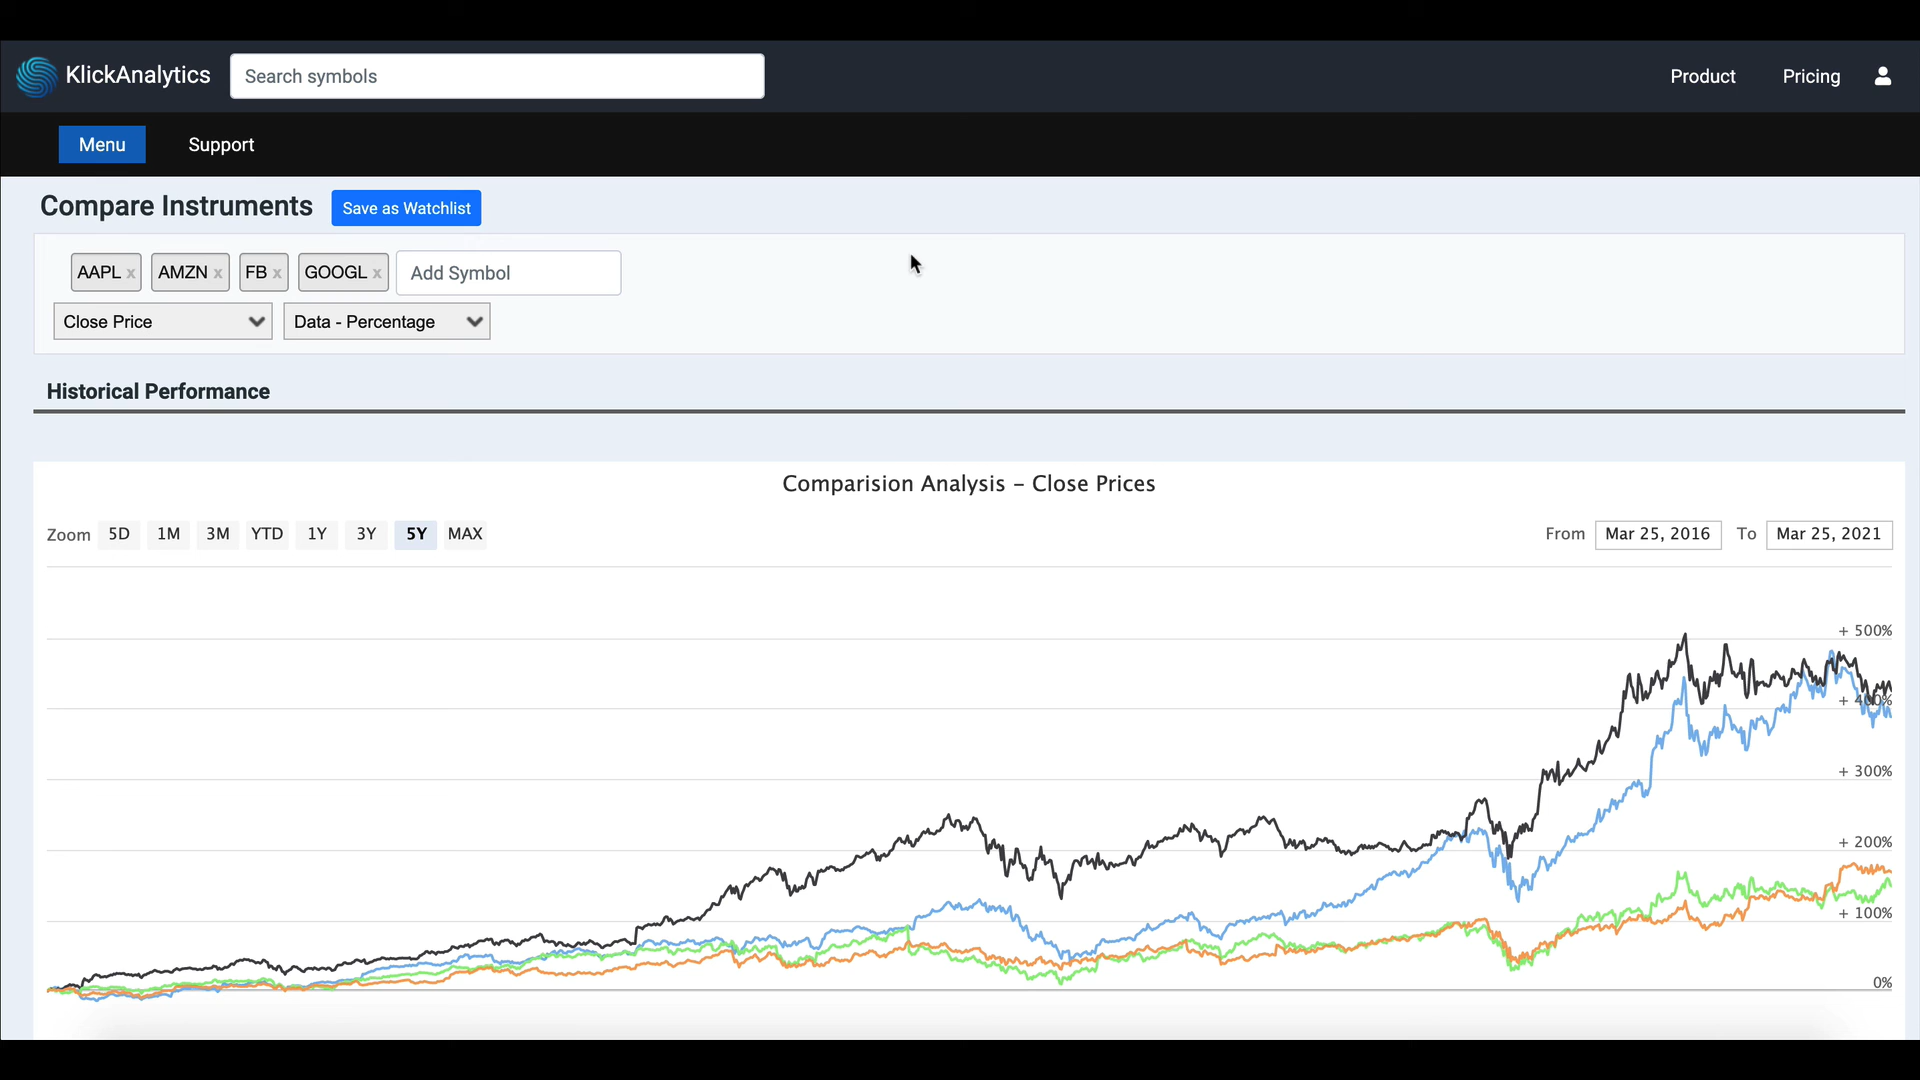 KlickAnalytics Search symbols Product Pricing
Menu Support
Compare Instruments Save as Watchlist
AAPL x AMZN x FB x GOOGL x Add Symbol
Close Price Data - Percentage
Historical Performance
Comparision Analysis – Close Prices
Zoom 5D 1M 3M YTD 1Y 3Y 5Y MAX From Mar 25, 2016 To Mar 25, 2021
+ 500%
+ 400%
+ 300%
+ 200%
+ 100%
0%